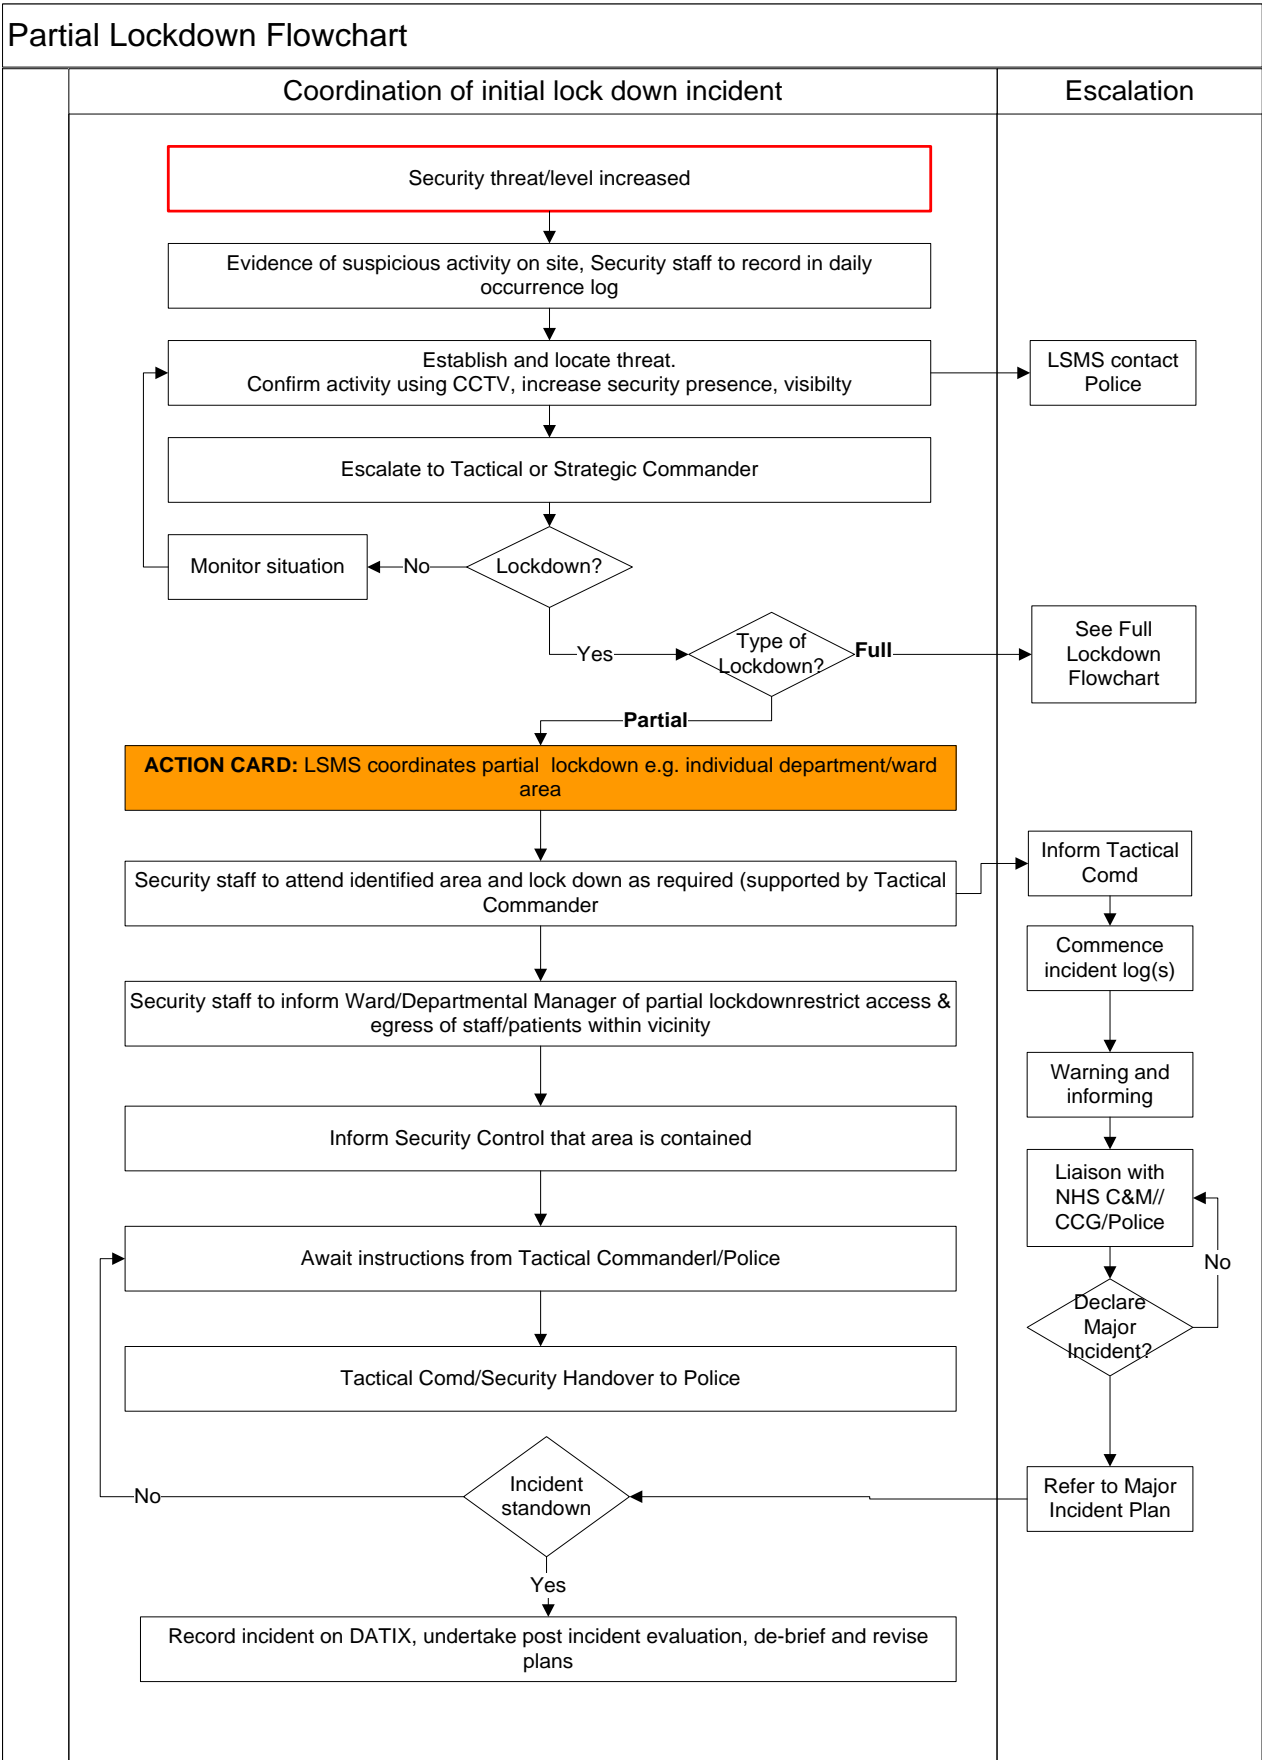 Partial Lockdown Flowchart
Coordination of initial lock down incident
Escalation
Security threat/level increased
Evidence of suspicious activity on site, Security staff to record in daily
occurrence log
Establish and locate threat.
Confirm activity using CCTV, increase security presence, visibilty
LSMS contact
Police
Escalate to Tactical or Strategic Commander
Monitor situation
No
Lockdown?
Yes
Type of
Lockdown?
Full
See Full
Lockdown
Flowchart
Partial
ACTION CARD: LSMS coordinates partial  lockdown e.g. individual department/ward
area
Security staff to attend identified area and lock down as required (supported by Tactical
Commander
Inform Tactical
Comd
Commence
incident log(s)
Security staff to inform Ward/Departmental Manager of partial lockdownrestrict access &
egress of staff/patients within vicinity
Warning and
informing
Inform Security Control that area is contained
Liaison with
NHS C&M//
CCG/Police
No
Await instructions from Tactical Commanderl/Police
Declare
Major
Incident?
Tactical Comd/Security Handover to Police
No
Incident
standown
Refer to Major
Incident Plan
Yes
Record incident on DATIX, undertake post incident evaluation, de-brief and revise
plans